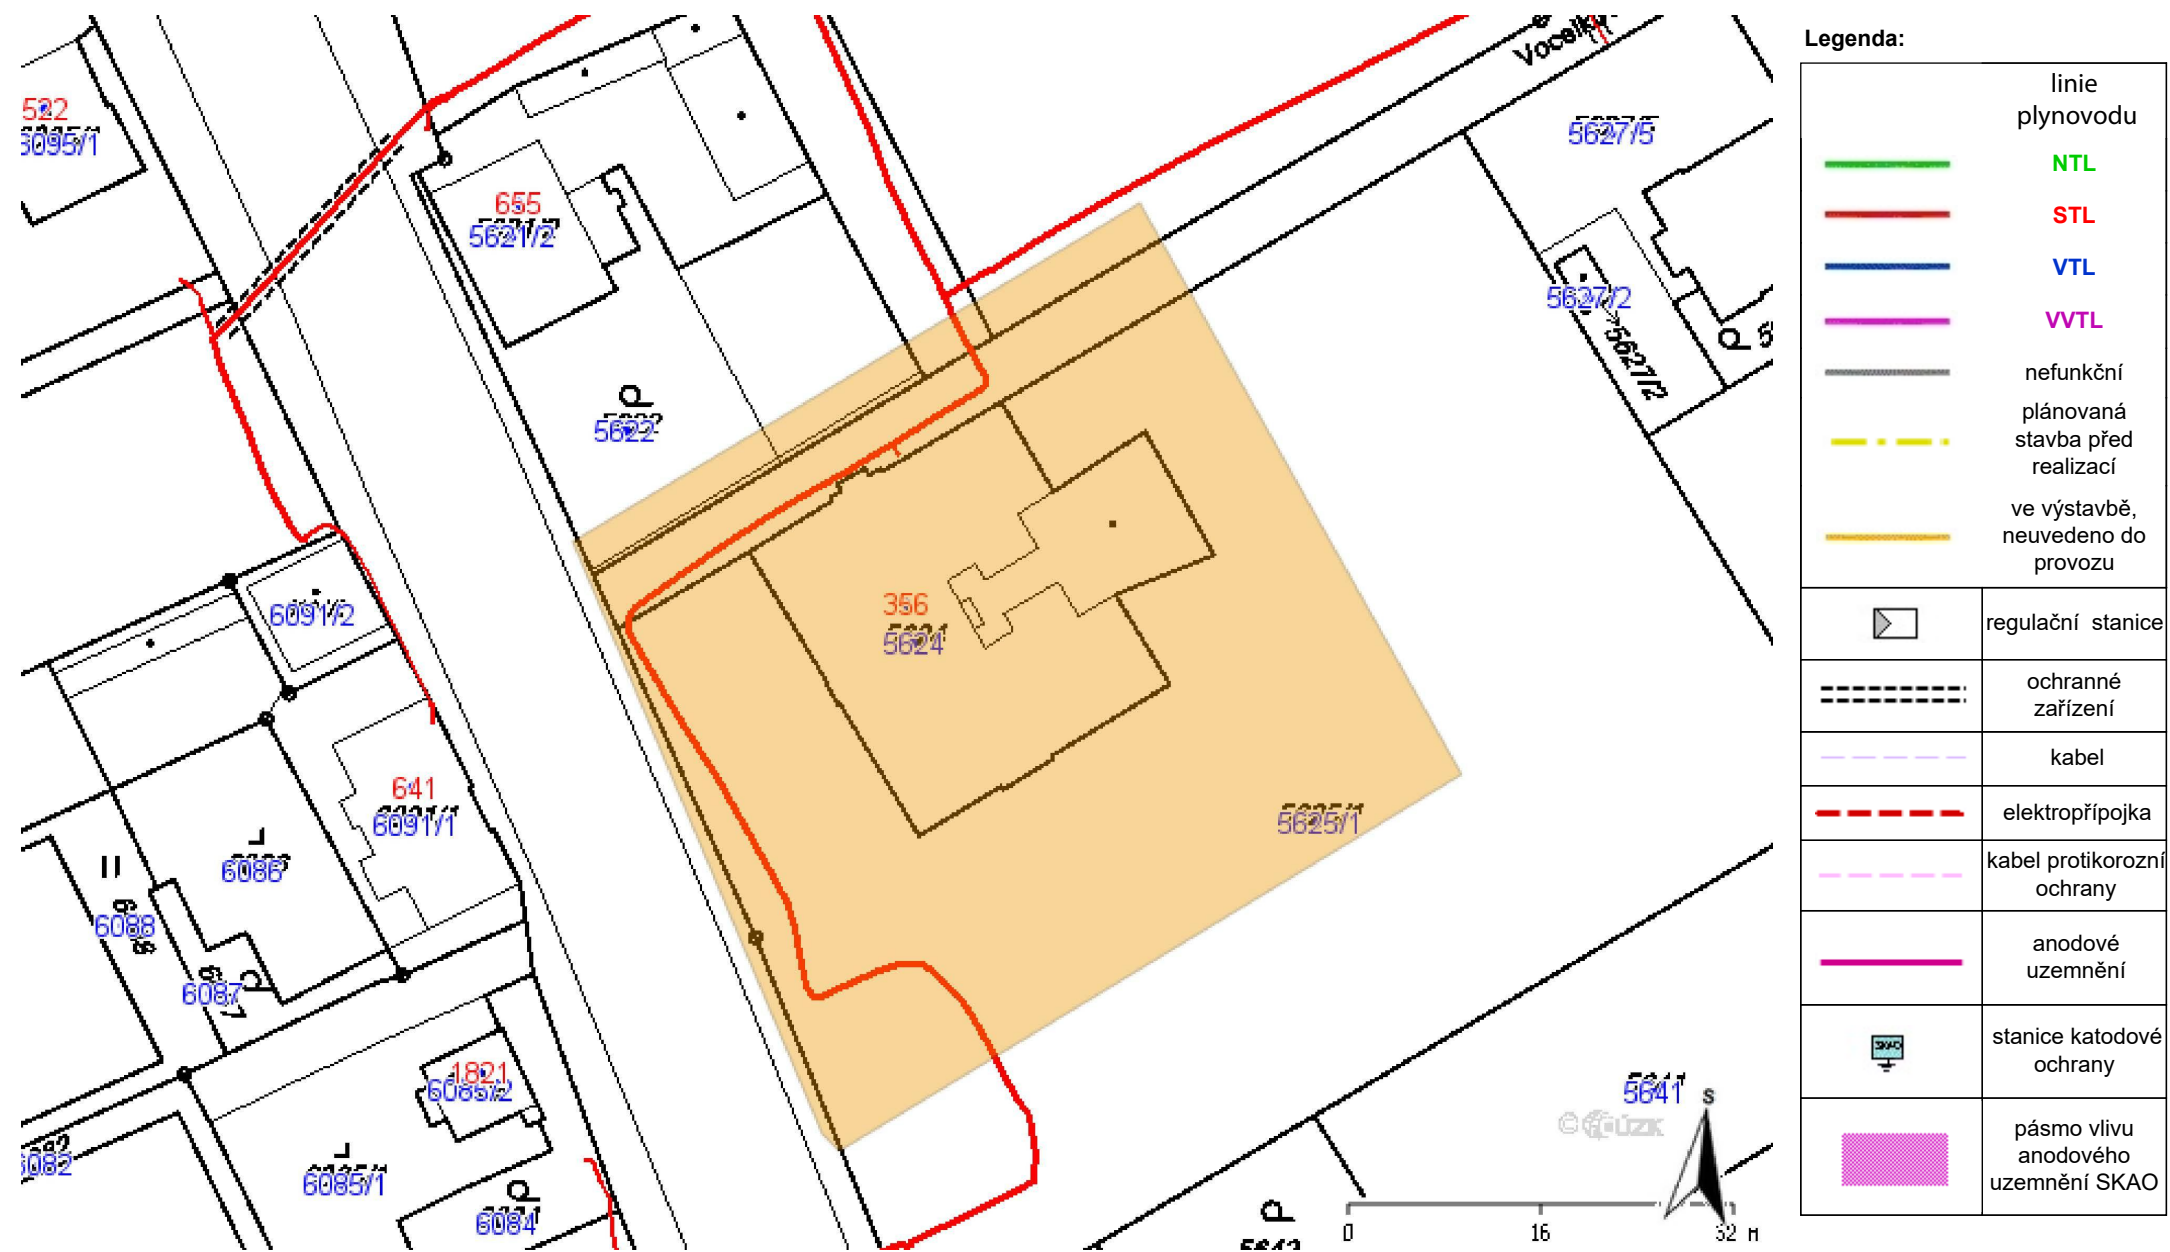 522
6095/1
655
5621/2
5622
Vocelk
5627/5
5627/2
5627/2
356
5624
5625/1
6091/2
641
6091/1
6086
6088
6087
1821
6085/2
6085/1
6084
6082
5641
S
0 16 32 M
Legenda:
linie
plynovodu
NTL
STL
VTL
VVTL
nefunkční
plánovaná
stavba před
realizací
ve výstavbě,
neuvedeno do
provozu
regulační stanice
ochranné
zařízení
kabel
elektropřípojka
kabel protikorozní
ochrany
anodové
uzemnění
SKAO
stanice katodové
ochrany
pásmo vlivu
anodového
uzemnění SKAO